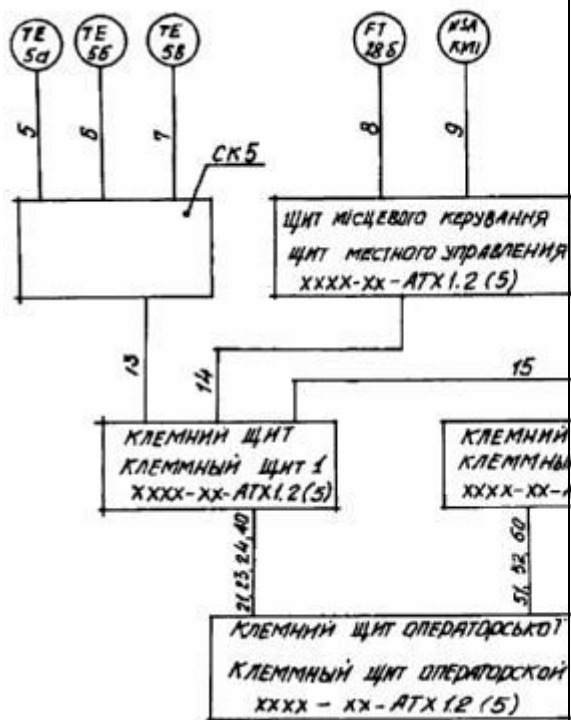 TE
5а
TE
5б
TE
5в
FT
28б
NSA
КМ1
5
6
7
8
9
СК5
ЩИТ МІСЦЕВОГО КЕРУВАННЯ
ЩИТ МЕСТНОГО УПРАВЛЕНИЯ
XXXX-XX-АТХ1.2(5)
13
14
15
КЛЕМНИЙ ЩИТ
КЛЕММНЫЙ ЩИТ 1
XXXX-XX-АТХ1.2(5)
КЛЕМНИЙ
КЛЕММНЫ
XXXX-XX-А
21, 23, 24, 40
51, 52, 60
КЛЕМНИЙ ЩИТ ОПЕРАТОРСЬКОЇ
КЛЕММНЫЙ ЩИТ ОПЕРАТОРСКОЙ
XXXX - XX-АТХ1.2 (5)